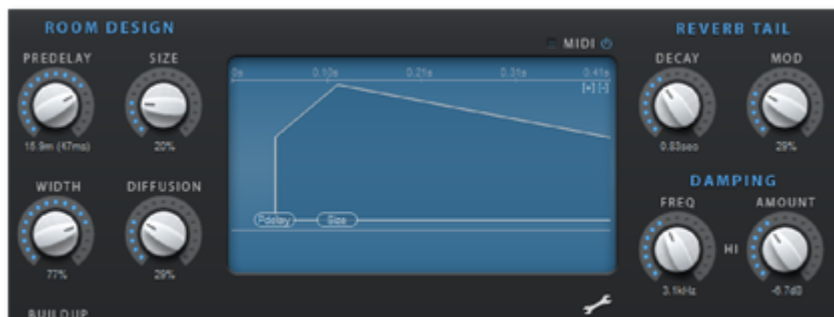 ROOM DESIGN
REVERB TAIL
MIDI
PREDELAY SIZE
DECAY MOD
0s 0.10s 0.21s 0.31s 0.41s
[+] [-]
15.9m (47ms) 20%
0.83sec 29%
DAMPING
WIDTH DIFFUSION
FREQ AMOUNT
Pdelay Size
HI
77% 29%
3.1kHz -6.7dB
BUILDUP